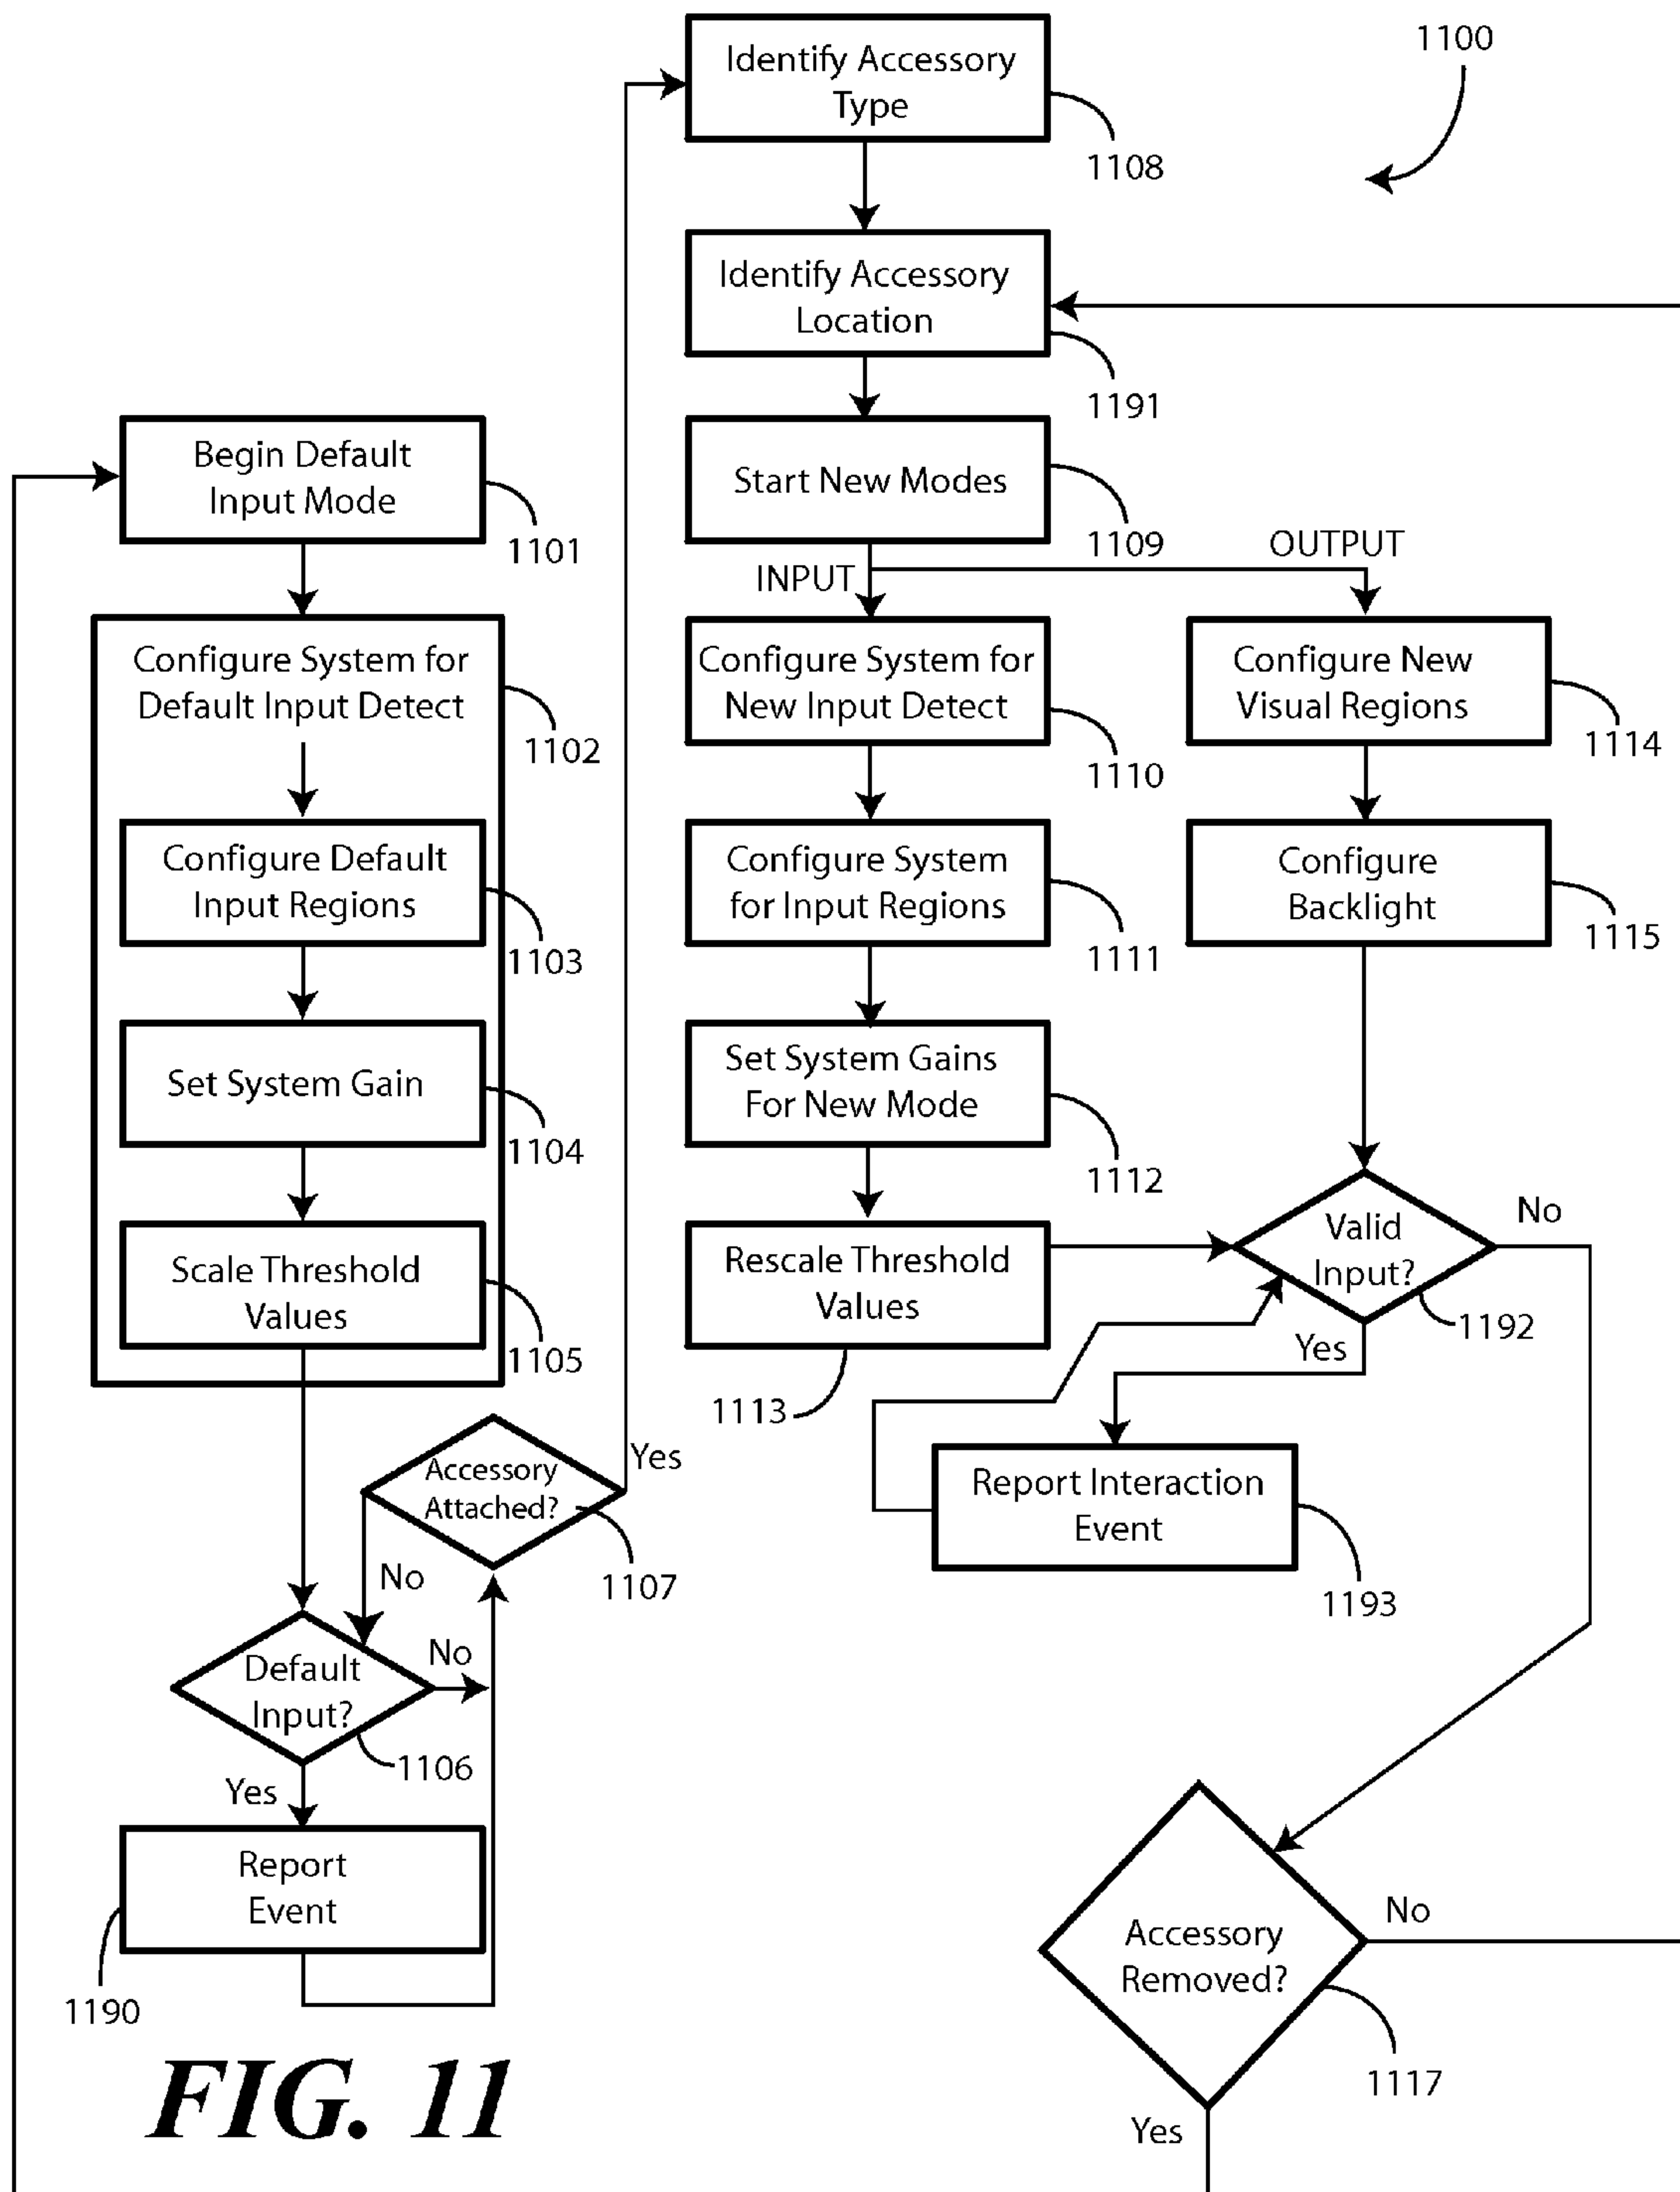 1100
Identify Accessory
Type
1108
Identify Accessory
Location
1191
Start New Modes
1109
INPUT
OUTPUT
Begin Default
Input Mode
1101
Configure System for
Default Input Detect
1102
Configure Default
Input Regions
1103
Set System Gain
1104
Scale Threshold
Values
1105
Configure System for
New Input Detect
1110
Configure System
for Input Regions
1111
Set System Gains
For New Mode
1112
Rescale Threshold
Values
1113
Configure New
Visual Regions
1114
Configure
Backlight
1115
Valid
Input?
No
1192
Yes
Report Interaction
Event
1193
Accessory
Attached?
Yes
1107
No
Default
Input?
No
1106
Yes
Report
Event
1190
Accessory
Removed?
No
1117
Yes
FIG. 11